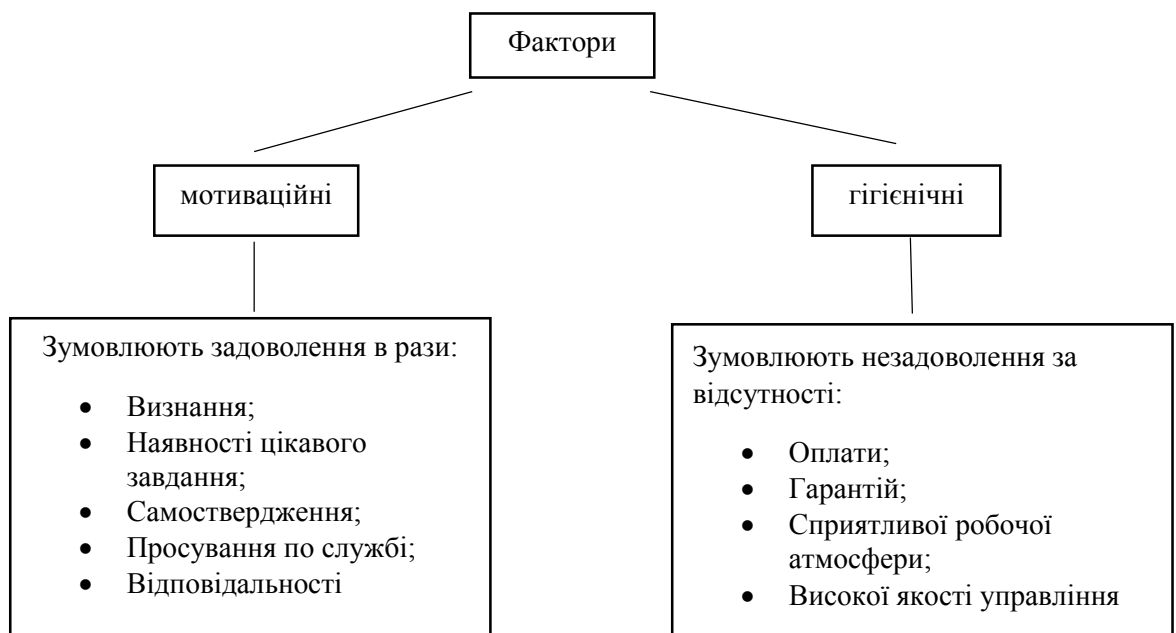 Фактори
мотиваційні
гігієнічні
Зумовлюють задоволення в рази:
• Визнання;
• Наявності цікавого
завдання;
• Самоствердження;
• Просування по службі;
• Відповідальності
Зумовлюють незадоволення за
відсутності:
• Оплати;
• Гарантій;
• Сприятливої робочої
атмосфери;
• Високої якості управління